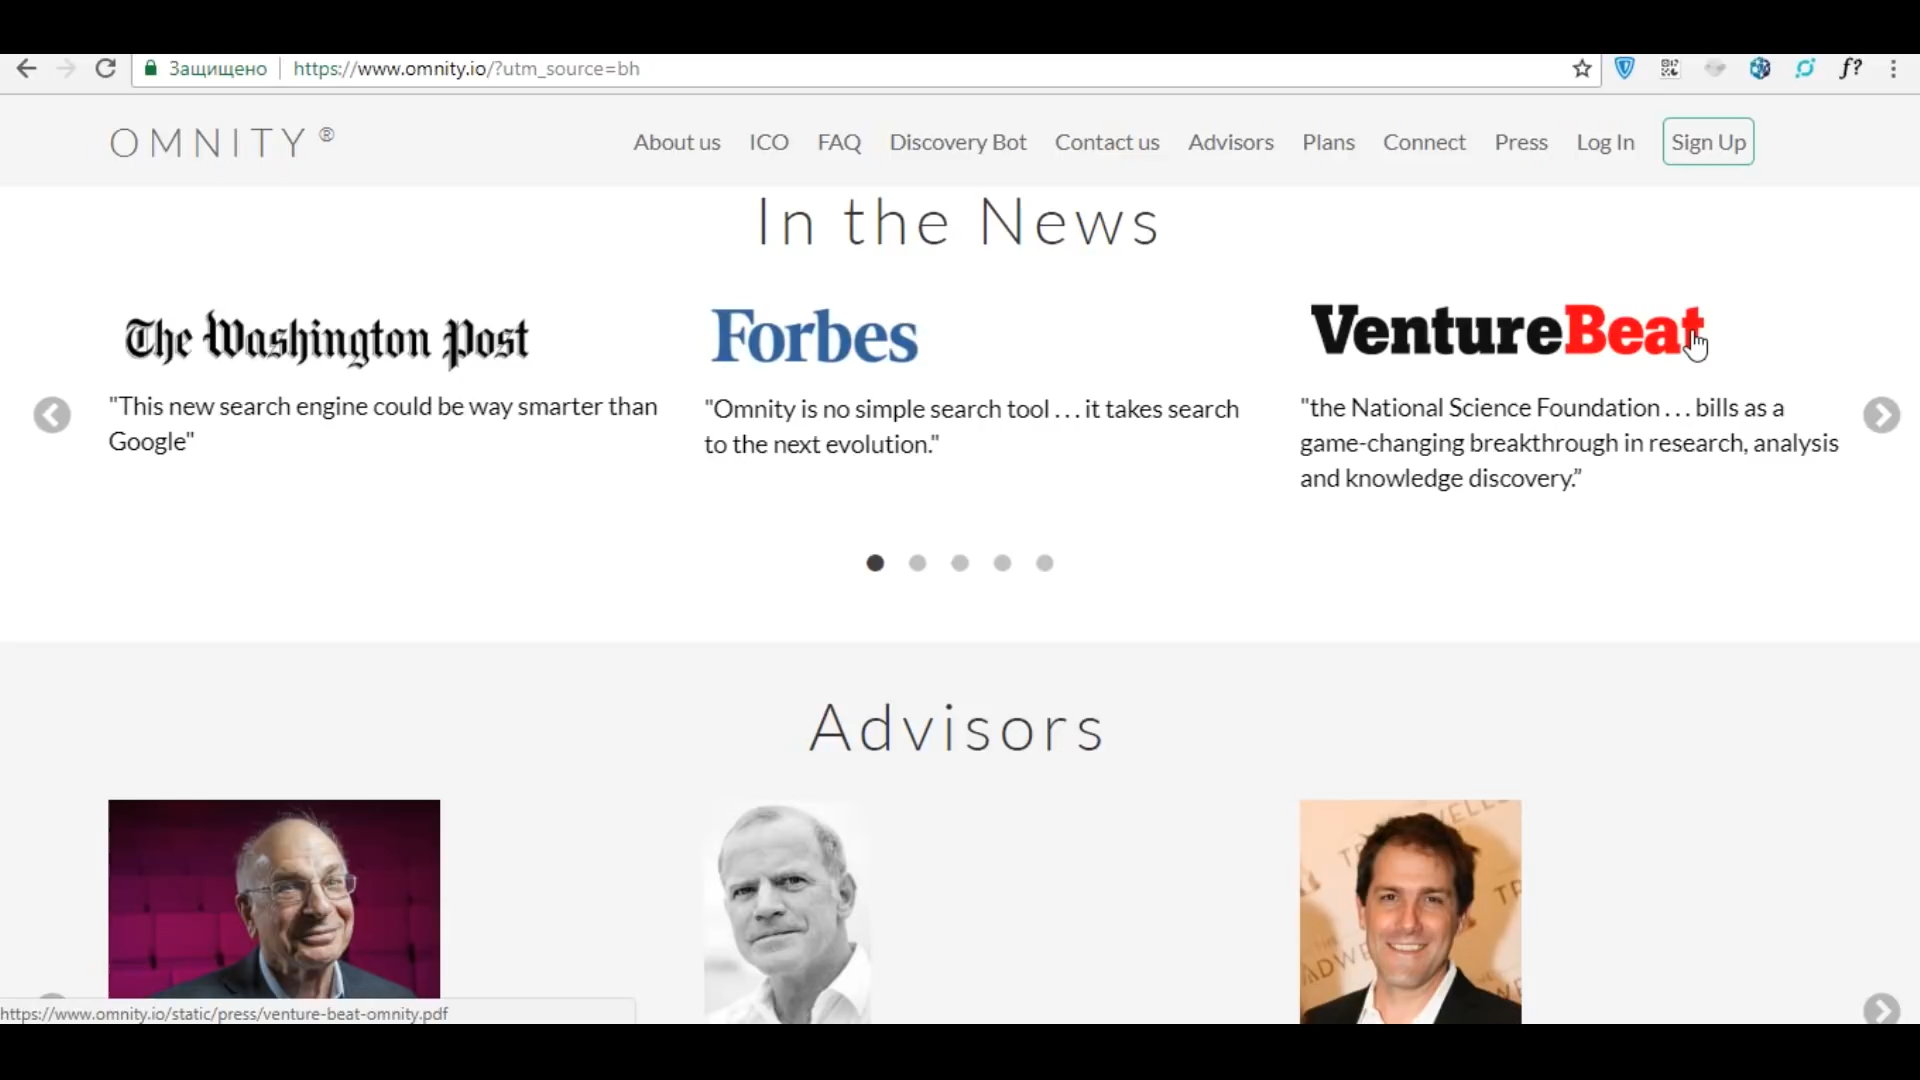 Защищено https://www.omnity.io/?utm_source=bh f?
OMNITY ® About us ICO FAQ Discovery Bot Contact us Advisors Plans Connect Press Log In Sign Up
In the News
The Washington Post
"This new search engine could be way smarter than
Google"
Forbes
"Omnity is no simple search tool . . . it takes search
to the next evolution."
VentureBeat
"the National Science Foundation . . . bills as a
game-changing breakthrough in research, analysis
and knowledge discovery.”
Advisors
https://www.omnity.io/static/press/venture-beat-omnity.pdf